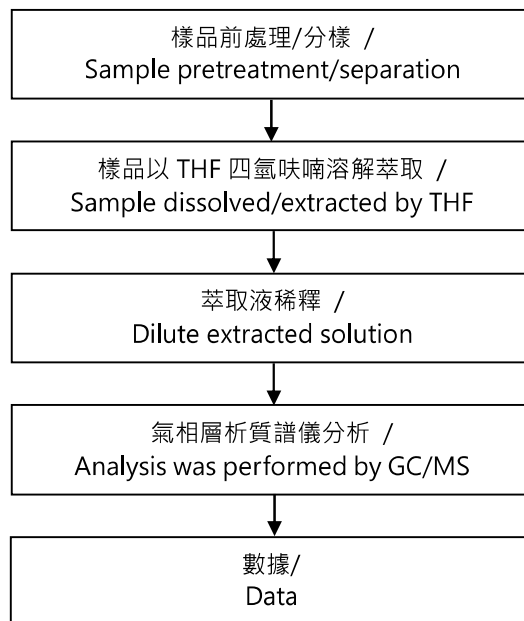 樣品前處理/分樣 /
Sample pretreatment/separation
樣品以 THF 四氫呋喃溶解萃取 /
Sample dissolved/extracted by THF
萃取液稀釋 /
Dilute extracted solution
氣相層析質譜儀分析 /
Analysis was performed by GC/MS
數據/
Data